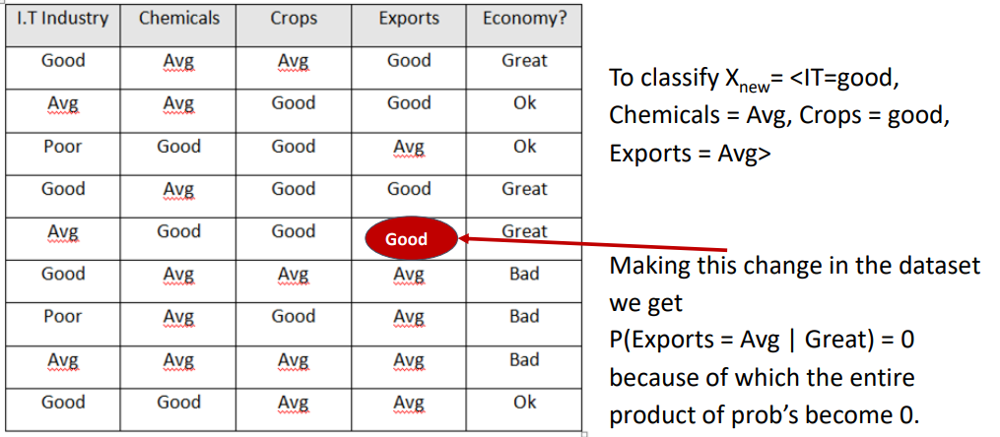 I.T Industry Chemicals Crops Exports Economy?
Good Avg Avg Good Great
Avg Avg Good Good Ok
Poor Good Good Avg Ok
Good Avg Good Good Great
Avg Good Good Good Great
Good Avg Avg Avg Bad
Poor Avg Good Avg Bad
Avg Avg Avg Avg Bad
Good Good Avg Avg Ok
To classify Xnew= <IT=good,
Chemicals = Avg, Crops = good,
Exports = Avg>
Making this change in the dataset
we get
P(Exports = Avg | Great) = 0
because of which the entire
product of prob’s become 0.